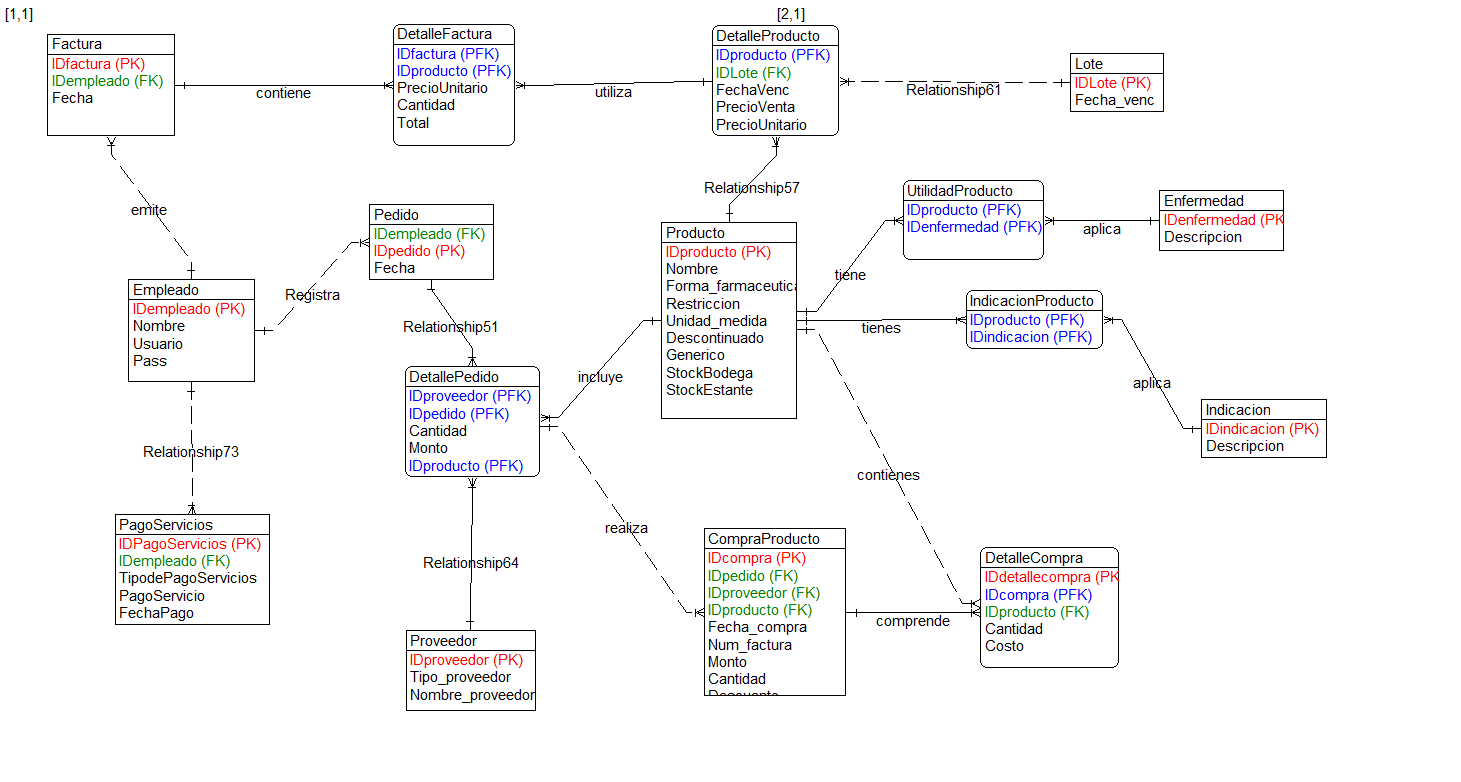 [1,1]
[2,1]
Factura
IDfactura (PK)
IDempleado (FK)
Fecha
contiene
DetalleFactura
IDfactura (PFK)
IDproducto (PFK)
PrecioUnitario
Cantidad
Total
utiliza
DetalleProducto
IDproducto (PFK)
IDLote (FK)
FechaVenc
PrecioVenta
PrecioUnitario
Relationship61
Lote
IDLote (PK)
Fecha_venc
emite
Relationship57
Pedido
IDempleado (FK)
IDpedido (PK)
Fecha
Registra
Empleado
IDempleado (PK)
Nombre
Usuario
Pass
Relationship51
Producto
IDproducto (PK)
Nombre
Forma_farmaceutica
Restriccion
Unidad_medida
Descontinuado
Generico
StockBodega
StockEstante
tiene
UtilidadProducto
IDproducto (PFK)
IDenfermedad (PFK)
aplica
Enfermedad
IDenfermedad (PK
Descripcion
tienes
IndicacionProducto
IDproducto (PFK)
IDindicacion (PFK)
aplica
Indicacion
IDindicacion (PK)
Descripcion
incluye
DetallePedido
IDproveedor (PFK)
IDpedido (PFK)
Cantidad
Monto
IDproducto (PFK)
Relationship73
contienes
realiza
PagoServicios
IDPagoServicios (PK)
IDempleado (FK)
TipodePagoServicios
PagoServicio
FechaPago
Relationship64
Proveedor
IDproveedor (PK)
Tipo_proveedor
Nombre_proveedor
CompraProducto
IDcompra (PK)
IDpedido (FK)
IDproveedor (FK)
IDproducto (FK)
Fecha_compra
Num_factura
Monto
Cantidad
Descuento
comprende
DetalleCompra
IDdetallecompra (PK
IDcompra (PFK)
IDproducto (FK)
Cantidad
Costo